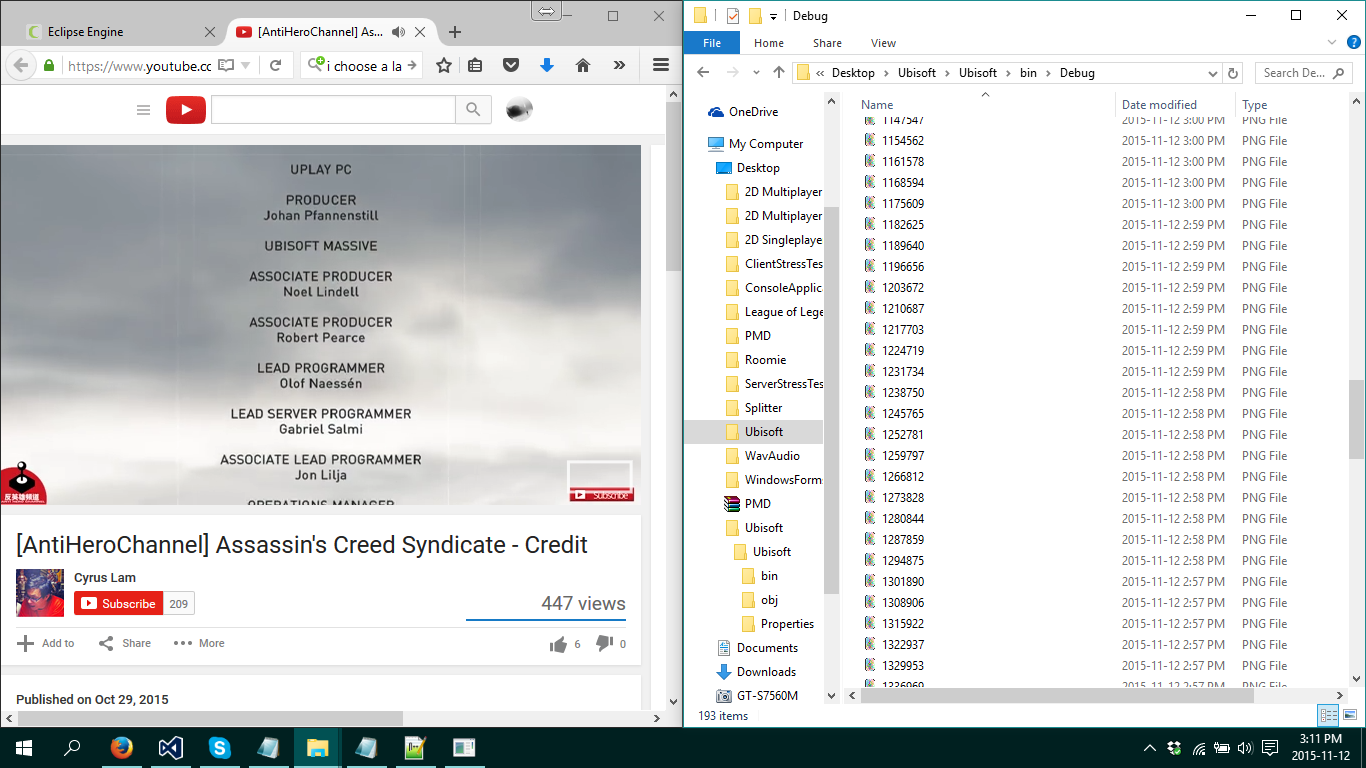 Eclipse Engine
[AntiHeroChannel] As...
https://www.youtube.cc
i choose a la
UPLAY PC
PRODUCER
Johan Pfannenstill
UBISOFT MASSIVE
ASSOCIATE PRODUCER
Noel Lindell
ASSOCIATE PRODUCER
Robert Pearce
LEAD PROGRAMMER
Olof Naessén
LEAD SERVER PROGRAMMER
Gabriel Salmi
ASSOCIATE LEAD PROGRAMMER
Jon Lilja
OPERATIONS MANAGER
反英雄頻道
Subscribe
[AntiHeroChannel] Assassin's Creed Syndicate - Credit
Cyrus Lam
Subscribe 209
447 views
Add to Share More 6 0
Published on Oct 29, 2015
Debug
File Home Share View
« Desktop Ubisoft Ubisoft bin Debug
Search De...
OneDrive
My Computer
Desktop
2D Multiplayer
2D Multiplayer
2D Singleplaye
ClientStressTes
ConsoleApplica
League of Lege
PMD
Roomie
ServerStressTes
Splitter
Ubisoft
WavAudio
WindowsForm
PMD
Ubisoft
Ubisoft
bin
obj
Properties
Documents
Downloads
GT-S7560M
Name Date modified Type
1147547 2015-11-12 3:00 PM PNG File
1154562 2015-11-12 3:00 PM PNG File
1161578 2015-11-12 3:00 PM PNG File
1168594 2015-11-12 3:00 PM PNG File
1175609 2015-11-12 3:00 PM PNG File
1182625 2015-11-12 2:59 PM PNG File
1189640 2015-11-12 2:59 PM PNG File
1196656 2015-11-12 2:59 PM PNG File
1203672 2015-11-12 2:59 PM PNG File
1210687 2015-11-12 2:59 PM PNG File
1217703 2015-11-12 2:59 PM PNG File
1224719 2015-11-12 2:59 PM PNG File
1231734 2015-11-12 2:59 PM PNG File
1238750 2015-11-12 2:58 PM PNG File
1245765 2015-11-12 2:58 PM PNG File
1252781 2015-11-12 2:58 PM PNG File
1259797 2015-11-12 2:58 PM PNG File
1266812 2015-11-12 2:58 PM PNG File
1273828 2015-11-12 2:58 PM PNG File
1280844 2015-11-12 2:58 PM PNG File
1287859 2015-11-12 2:58 PM PNG File
1294875 2015-11-12 2:58 PM PNG File
1301890 2015-11-12 2:57 PM PNG File
1308906 2015-11-12 2:57 PM PNG File
1315922 2015-11-12 2:57 PM PNG File
1322937 2015-11-12 2:57 PM PNG File
1329953 2015-11-12 2:57 PM PNG File
1336969 2015-11-12 2:57 PM PNG File
193 items
3:11 PM
2015-11-12